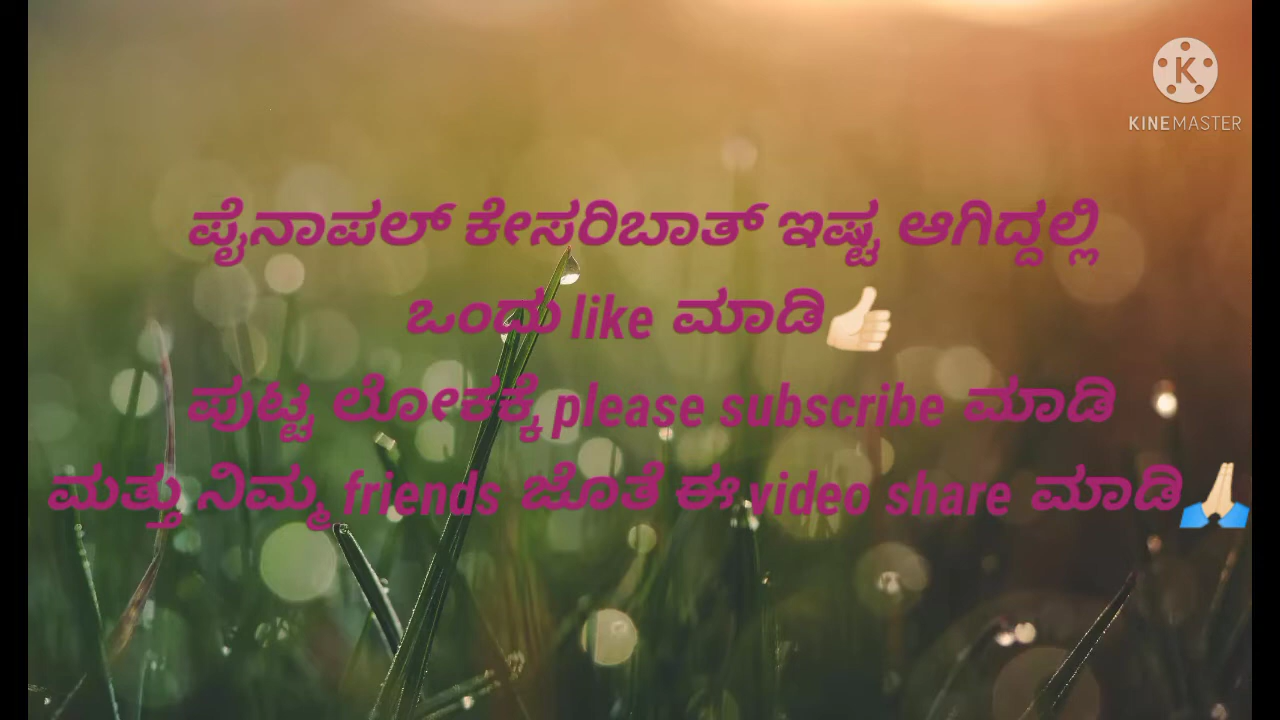 KINEMASTER
ಪೈನಾಪಲ್ ಕೇಸರಿಬಾತ್ ಇಷ್ಟ ಆಗಿದ್ದಲ್ಲಿ
ಒಂದು like ಮಾಡಿ👍🏻
ಪುಟ್ಟ ಲೋಕಕ್ಕೆ please subscribe ಮಾಡಿ
ಮತ್ತು ನಿಮ್ಮ friends ಜೊತೆ ಈ video share ಮಾಡಿ🙏🏻